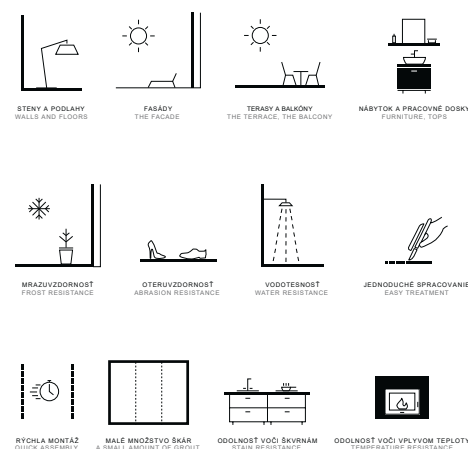 STENY A PODLAHY
WALLS AND FLOORS
FASÁDY
THE FACADE
TERASY A BALKÓNY
THE TERRACE, THE BALCONY
NÁBYTOK A PRACOVNÉ DOSKY
FURNITURE, TOPS
MRAZUVZDORNOSŤ
FROST RESISTANCE
OTERUVZDORNOSŤ
ABRASION RESISTANCE
VODOTESNOSŤ
WATER RESISTANCE
JEDNODUCHÉ SPRACOVANIE
EASY TREATMENT
RÝCHLA MONTÁŽ
QUICK ASSEMBLY
MALÉ MNOŽSTVO ŠKÁR
A SMALL AMOUNT OF GROUT
ODOLNOSŤ VOČI ŠKVRNÁM
STAIN RESISTANCE
ODOLNOSŤ VOČI VPLYVOM TEPLOTY
TEMPERATURE RESISTANCE